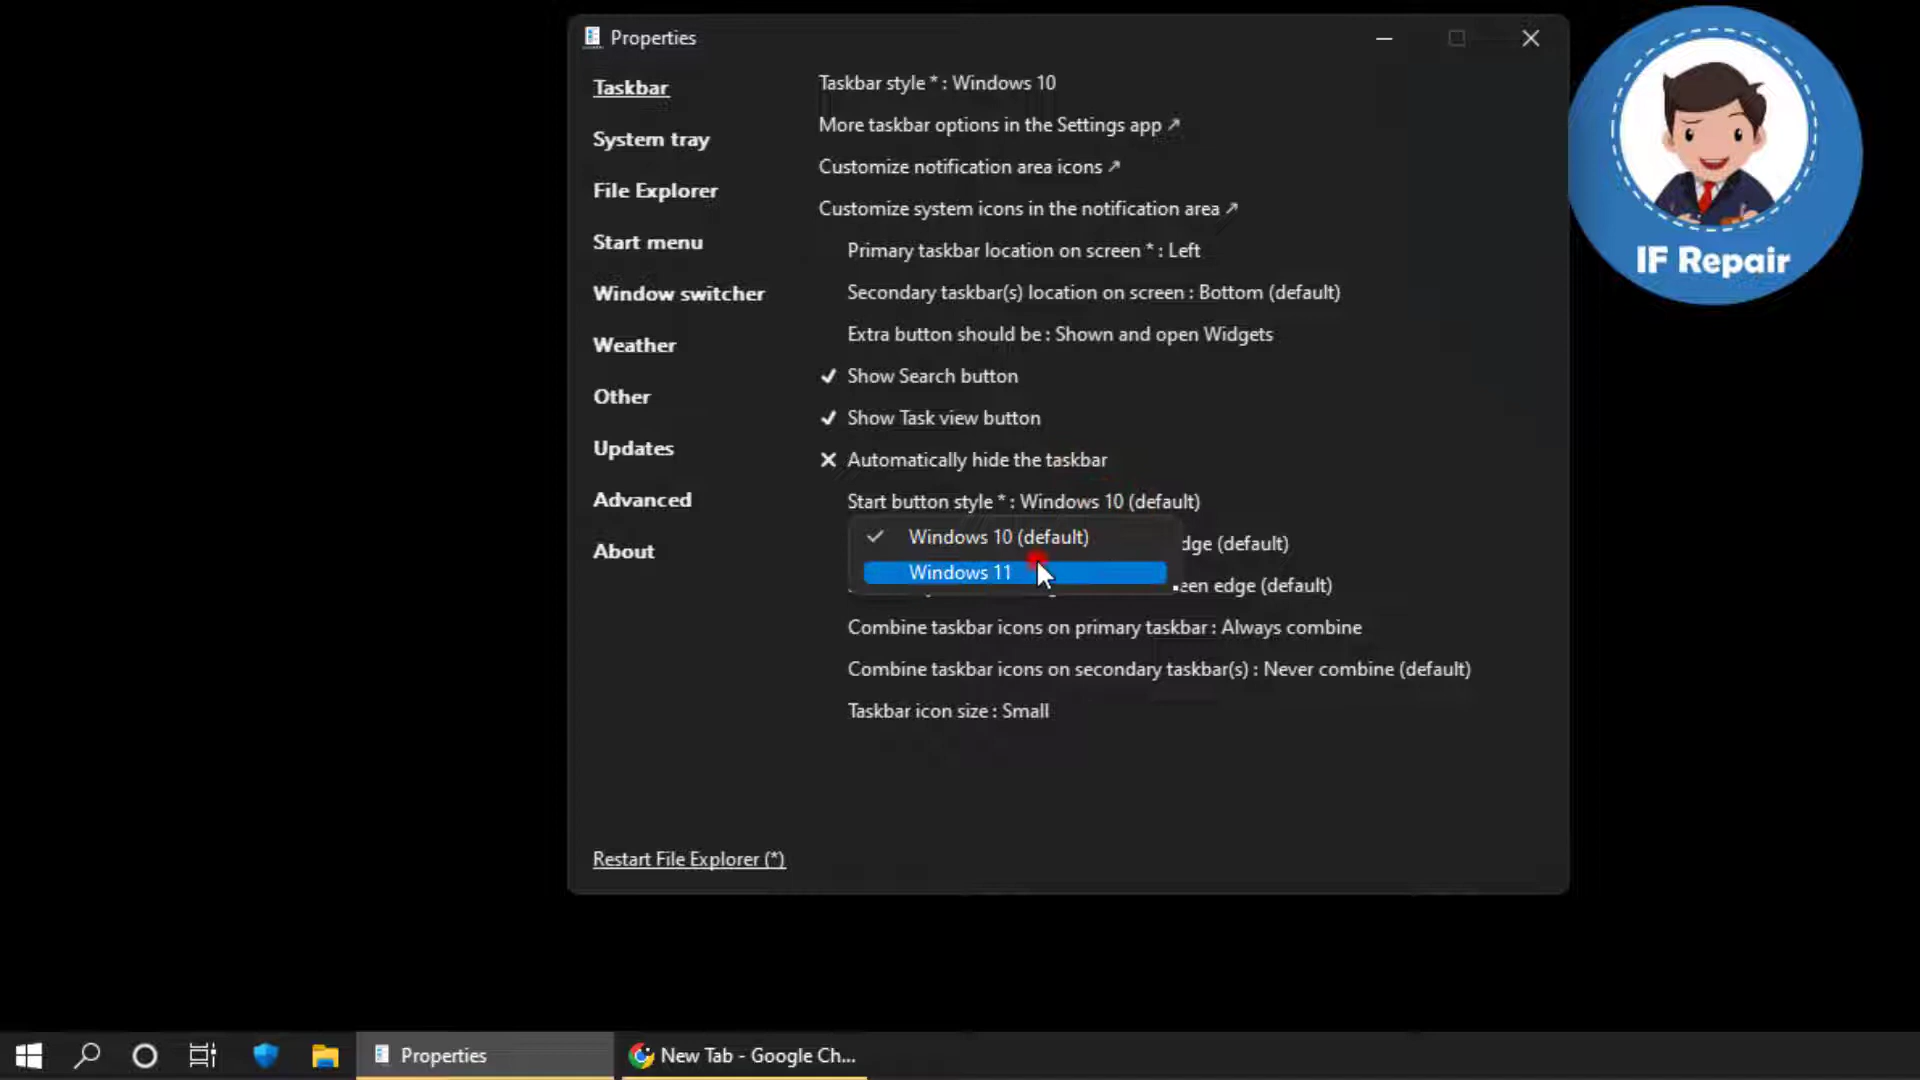 Properties
Taskbar
System tray
File Explorer
Start menu
Window switcher
Weather
Other
Updates
Advanced
About
Restart File Explorer (*)
Taskbar style * : Windows 10
More taskbar options in the Settings app ↗
Customize notification area icons ↗
Customize system icons in the notification area ↗
Primary taskbar location on screen * : Left
Secondary taskbar(s) location on screen : Bottom (default)
Extra button should be : Shown and open Widgets
Show Search button
Show Task view button
Automatically hide the taskbar
Start button style * : Windows 10 (default)
Windows 10 (default)
Windows 11
edge (default)
Combine taskbar icons on primary taskbar : Always combine
Combine taskbar icons on secondary taskbar(s) : Never combine (default)
Taskbar icon size : Small
IF Repair
Properties
New Tab - Google Ch...